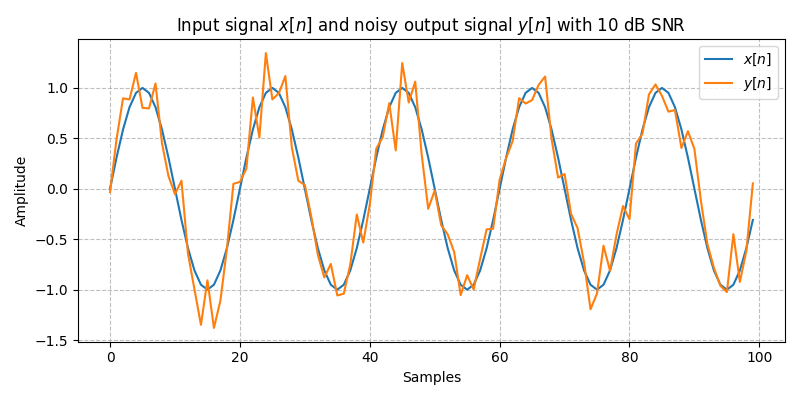 Input signal x[n] and noisy output signal y[n] with 10 dB SNR
x[n]
y[n]
Amplitude
1.0
0.5
0.0
−0.5
−1.0
−1.5
0 20 40 60 80 100
Samples